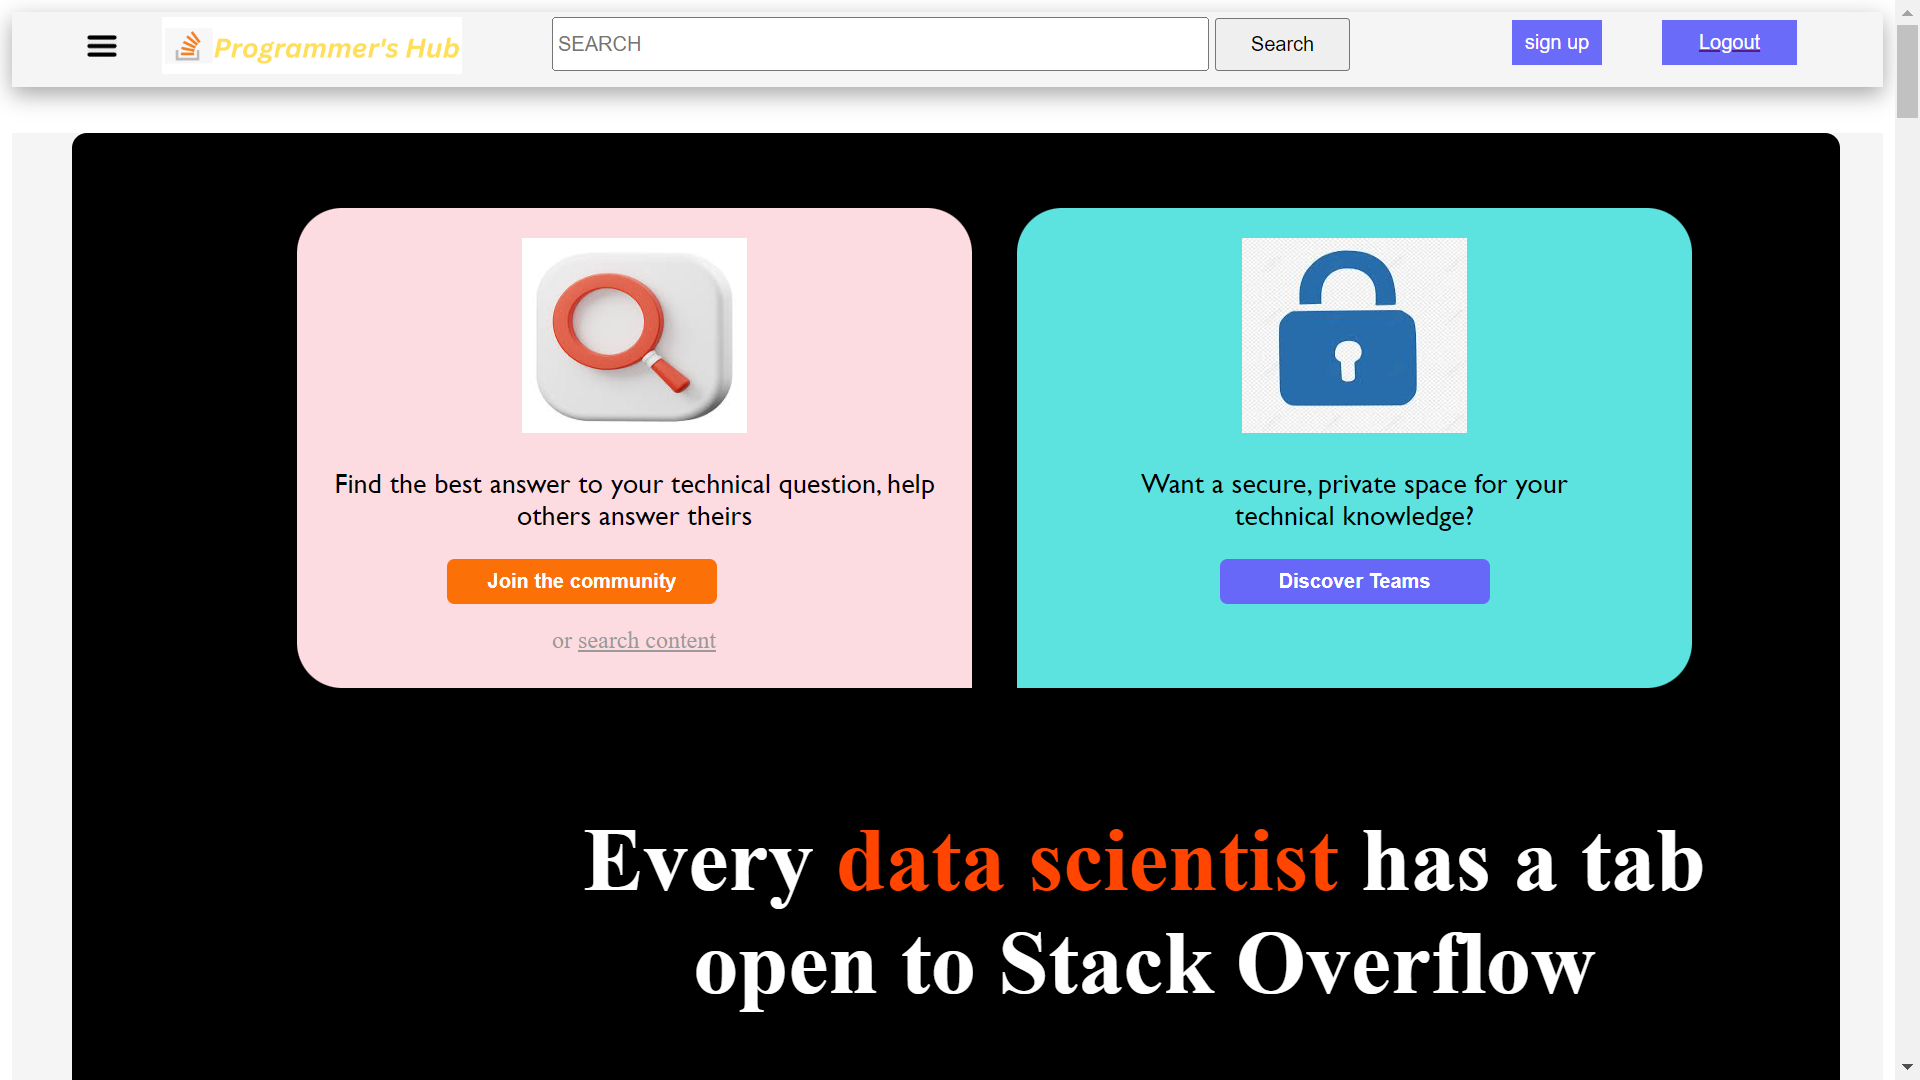 Programmer's Hub
SEARCH
Search
sign up
Logout
Find the best answer to your technical question, help
others answer theirs
Join the community
or search content
Want a secure, private space for your
technical knowledge?
Discover Teams
Every data scientist has a tab
open to Stack Overflow